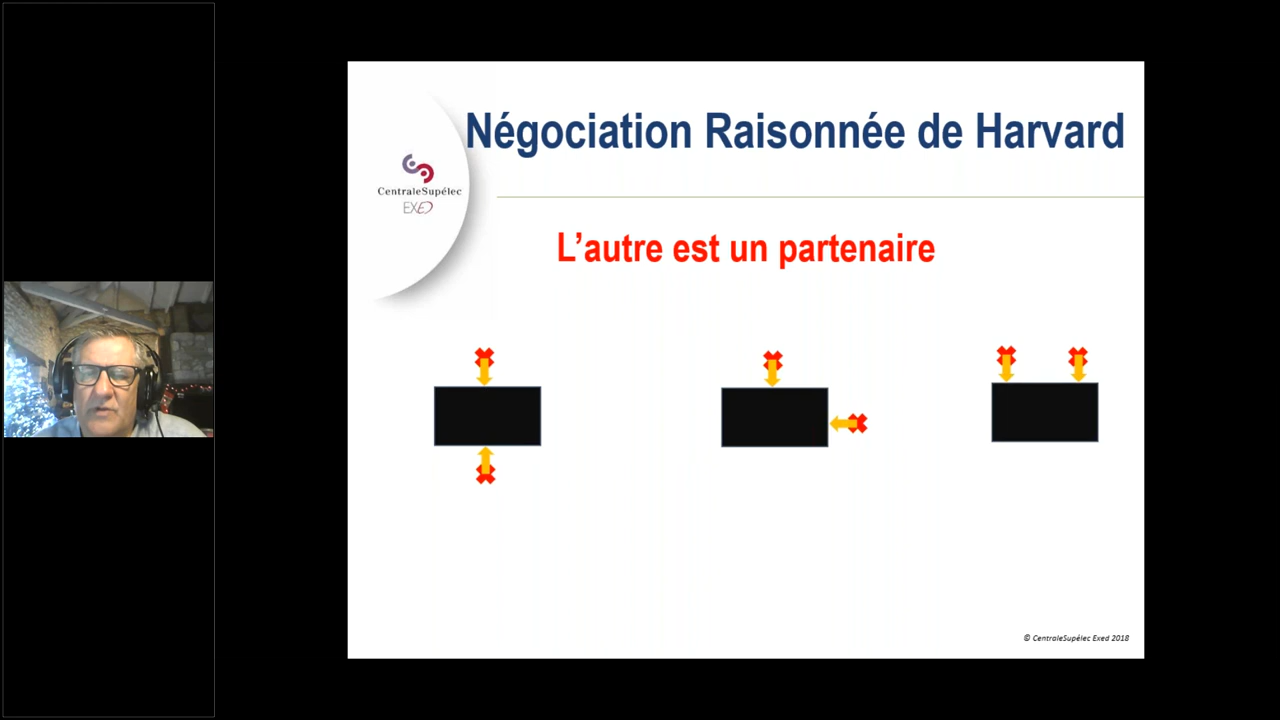 Négociation Raisonnée de Harvard
CentraleSupélec
EXED
L'autre est un partenaire
© CentraleSupélec Exed 2018